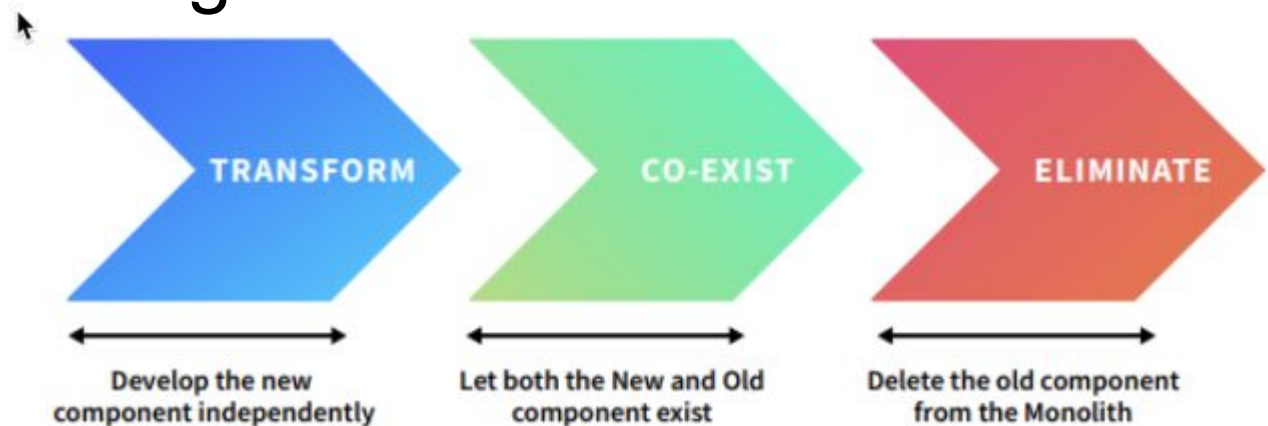 TRANSFORM
CO-EXIST
ELIMINATE
Develop the new
component independently
Let both the New and Old
component exist
Delete the old component
from the Monolith